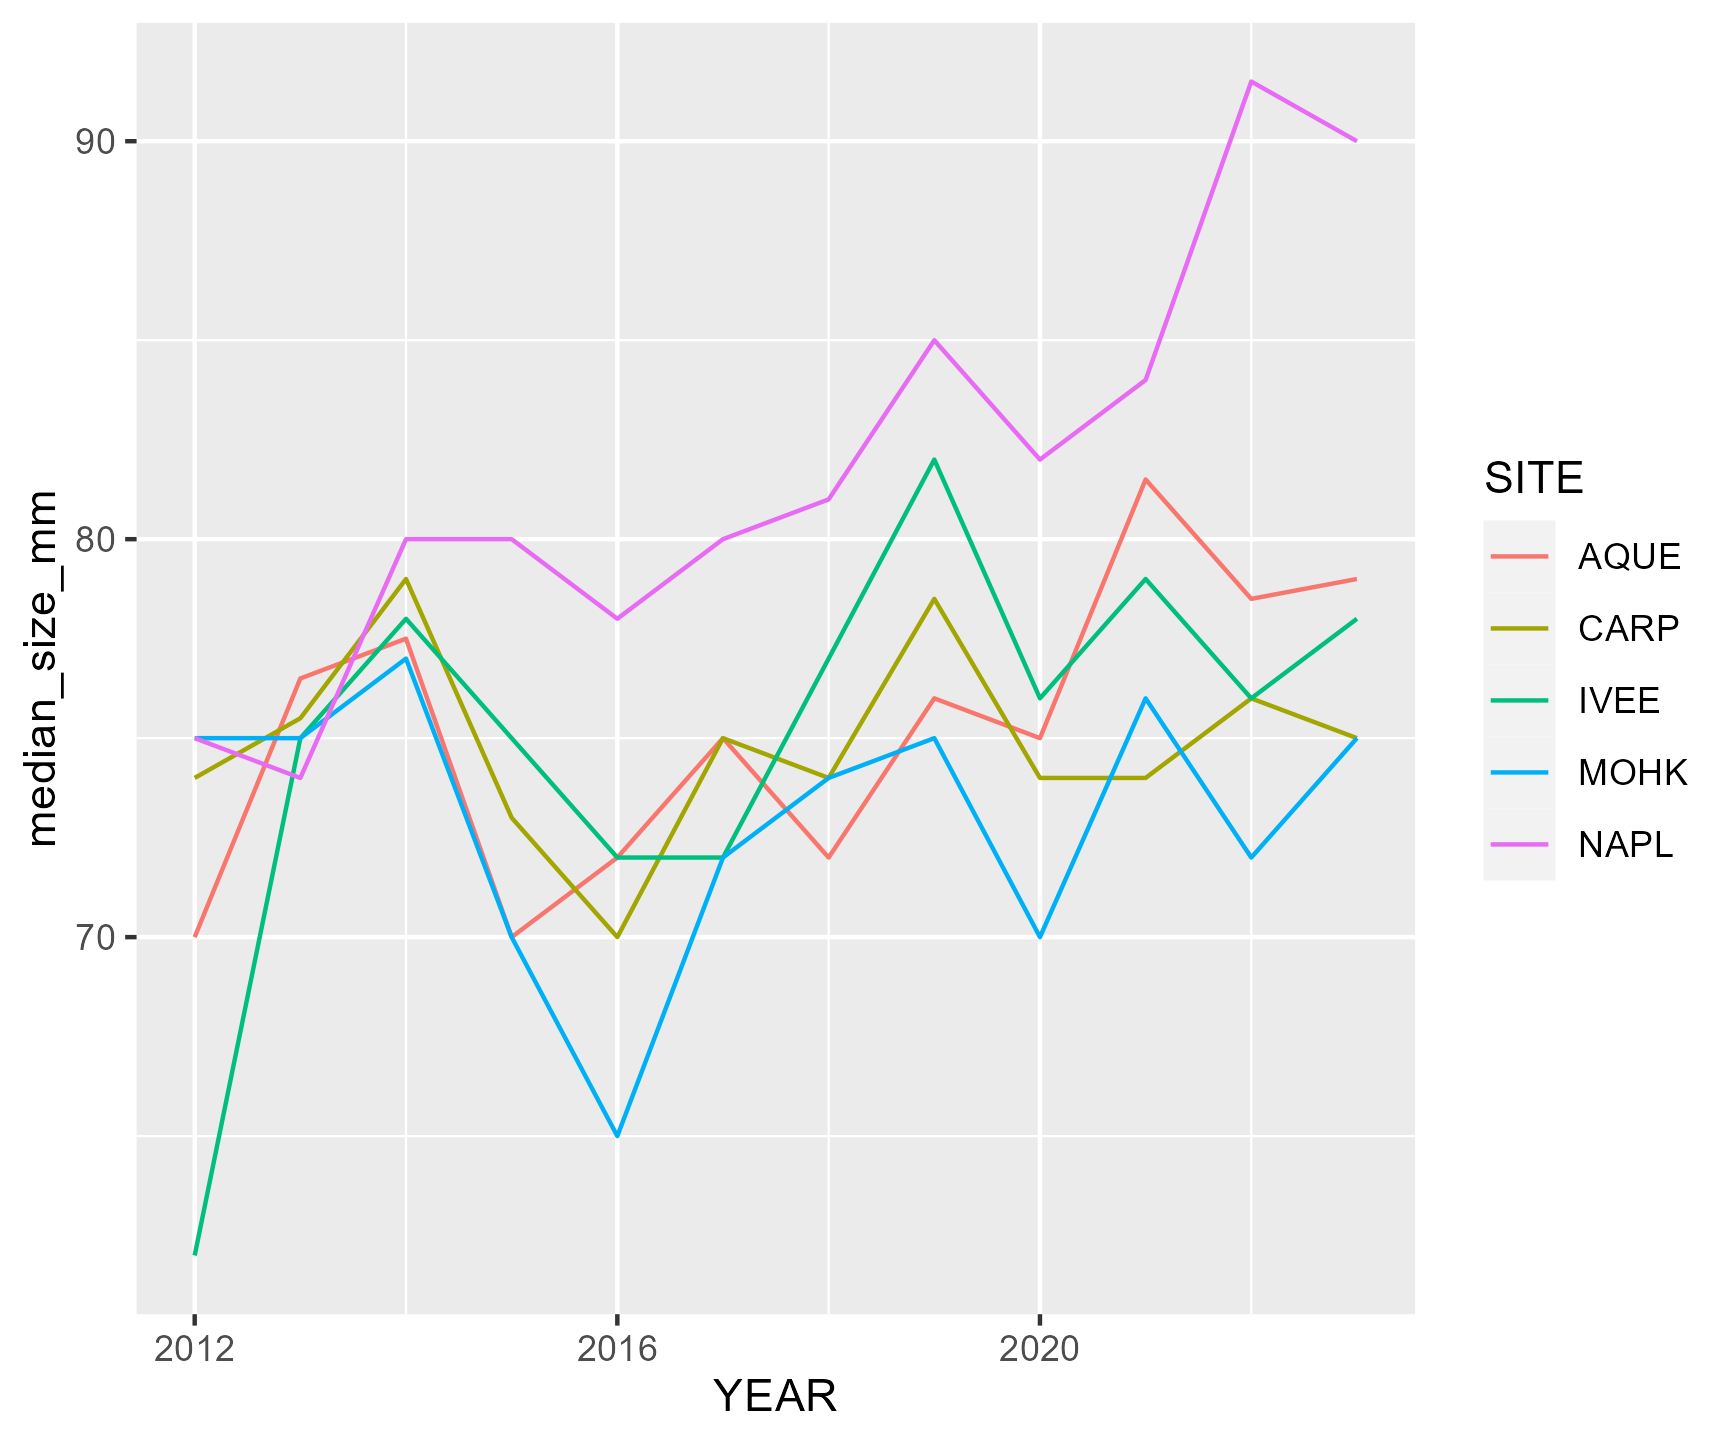 90
80
70
median_size_mm
2012 2016 2020
YEAR
SITE
AQUE
CARP
IVEE
MOHK
NAPL